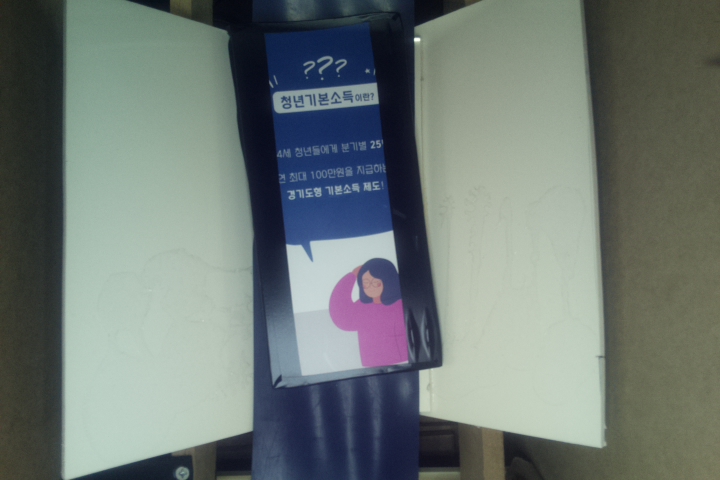 ???
청년기본소득이란?
4세 청년들에게 분기별 25
최대 100만원을 지급하는
경기도형 기본소득 제도!